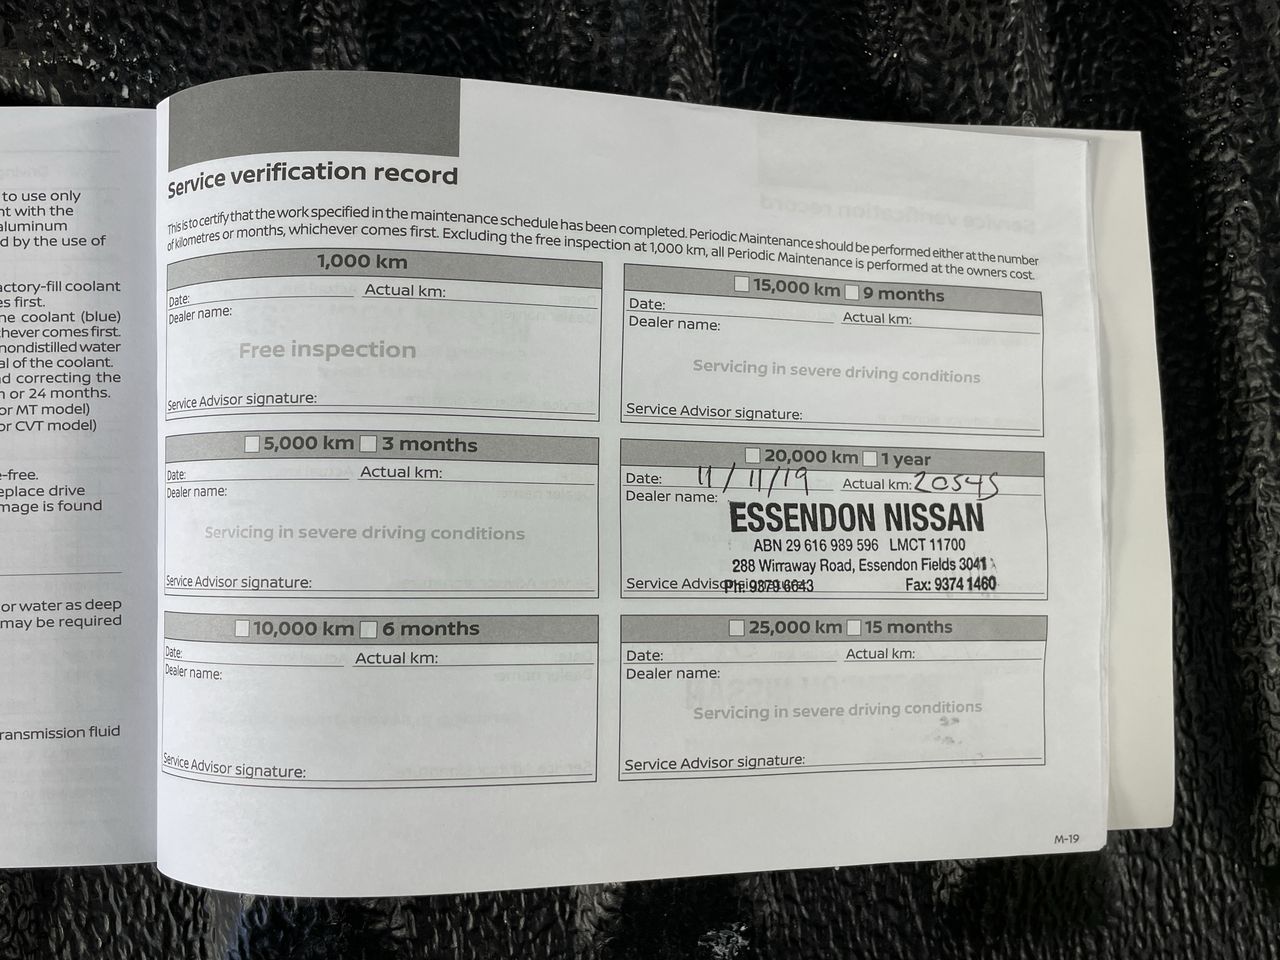 to use only
nt with the
aluminum
d by the use of
actory-fill coolant
es first.
ne coolant (blue)
chever comes first.
nondistilled water
al of the coolant.
nd correcting the
n or 24 months.
or MT model)
or CVT model)
e-free.
eplace drive
mage is found
or water as deep
may be required
ransmission fluid
Service verification record
This is to certify that the work specified in the maintenance schedule has been completed. Periodic Maintenance should be performed either at the number
of kilometres or months, whichever comes first. Excluding the free inspection at 1,000 km, all Periodic Maintenance is performed at the owners cost.
1,000 km
Date: Actual km:
Dealer name:
Free inspection
Service Advisor signature:
5,000 km 3 months
Date: Actual km:
Dealer name:
Servicing in severe driving conditions
Service Advisor signature:
10,000 km 6 months
Date: Actual km:
Dealer name:
Service Advisor signature:
15,000 km 9 months
Date: Actual km:
Dealer name:
Servicing in severe driving conditions
Service Advisor signature:
20,000 km 1 year
Date: 11/11/19 Actual km: 20545
Dealer name:
ESSENDON NISSAN
ABN 29 616 989 596 LMCT 11700
288 Wirraway Road, Essendon Fields 3041
Service Advisor
Ph: 9379 6043 Fax: 9374 1460
25,000 km 15 months
Date: Actual km:
Dealer name:
Servicing in severe driving conditions
Service Advisor signature:
M-19